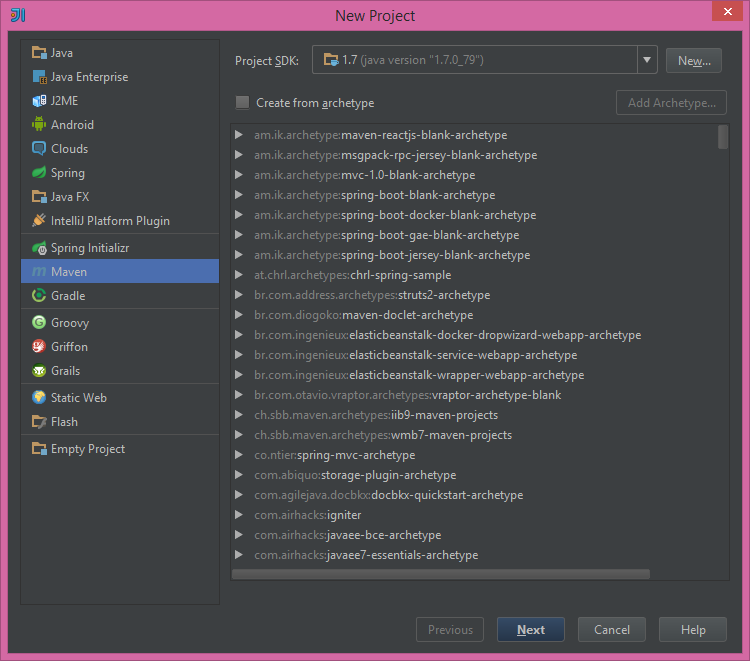 New Project
Java
Java Enterprise
J2ME
Android
Clouds
Spring
Java FX
IntelliJ Platform Plugin
Spring Initializr
Maven
Gradle
Groovy
Griffon
Grails
Static Web
Flash
Empty Project
Project SDK: 1.7 (java version "1.7.0_79") New...
Create from archetype Add Archetype...
am.ik.archetype:maven-reactjs-blank-archetype
am.ik.archetype:msgpack-rpc-jersey-blank-archetype
am.ik.archetype:mvc-1.0-blank-archetype
am.ik.archetype:spring-boot-blank-archetype
am.ik.archetype:spring-boot-docker-blank-archetype
am.ik.archetype:spring-boot-gae-blank-archetype
am.ik.archetype:spring-boot-jersey-blank-archetype
at.chrl.archetypes:chrl-spring-sample
br.com.address.archetypes:struts2-archetype
br.com.diogoko:maven-doclet-archetype
br.com.ingenieux:elasticbeanstalk-docker-dropwizard-webapp-archetype
br.com.ingenieux:elasticbeanstalk-service-webapp-archetype
br.com.ingenieux:elasticbeanstalk-wrapper-webapp-archetype
br.com.otavio.vraptor.archetypes:vraptor-archetype-blank
ch.sbb.maven.archetypes:iib9-maven-projects
ch.sbb.maven.archetypes:wmb7-maven-projects
co.ntier:spring-mvc-archetype
com.abiquo:storage-plugin-archetype
com.agilejava.docbkx:docbkx-quickstart-archetype
com.airhacks:igniter
com.airhacks:javaee-bce-archetype
com.airhacks:javaee7-essentials-archetype
Previous Next Cancel Help